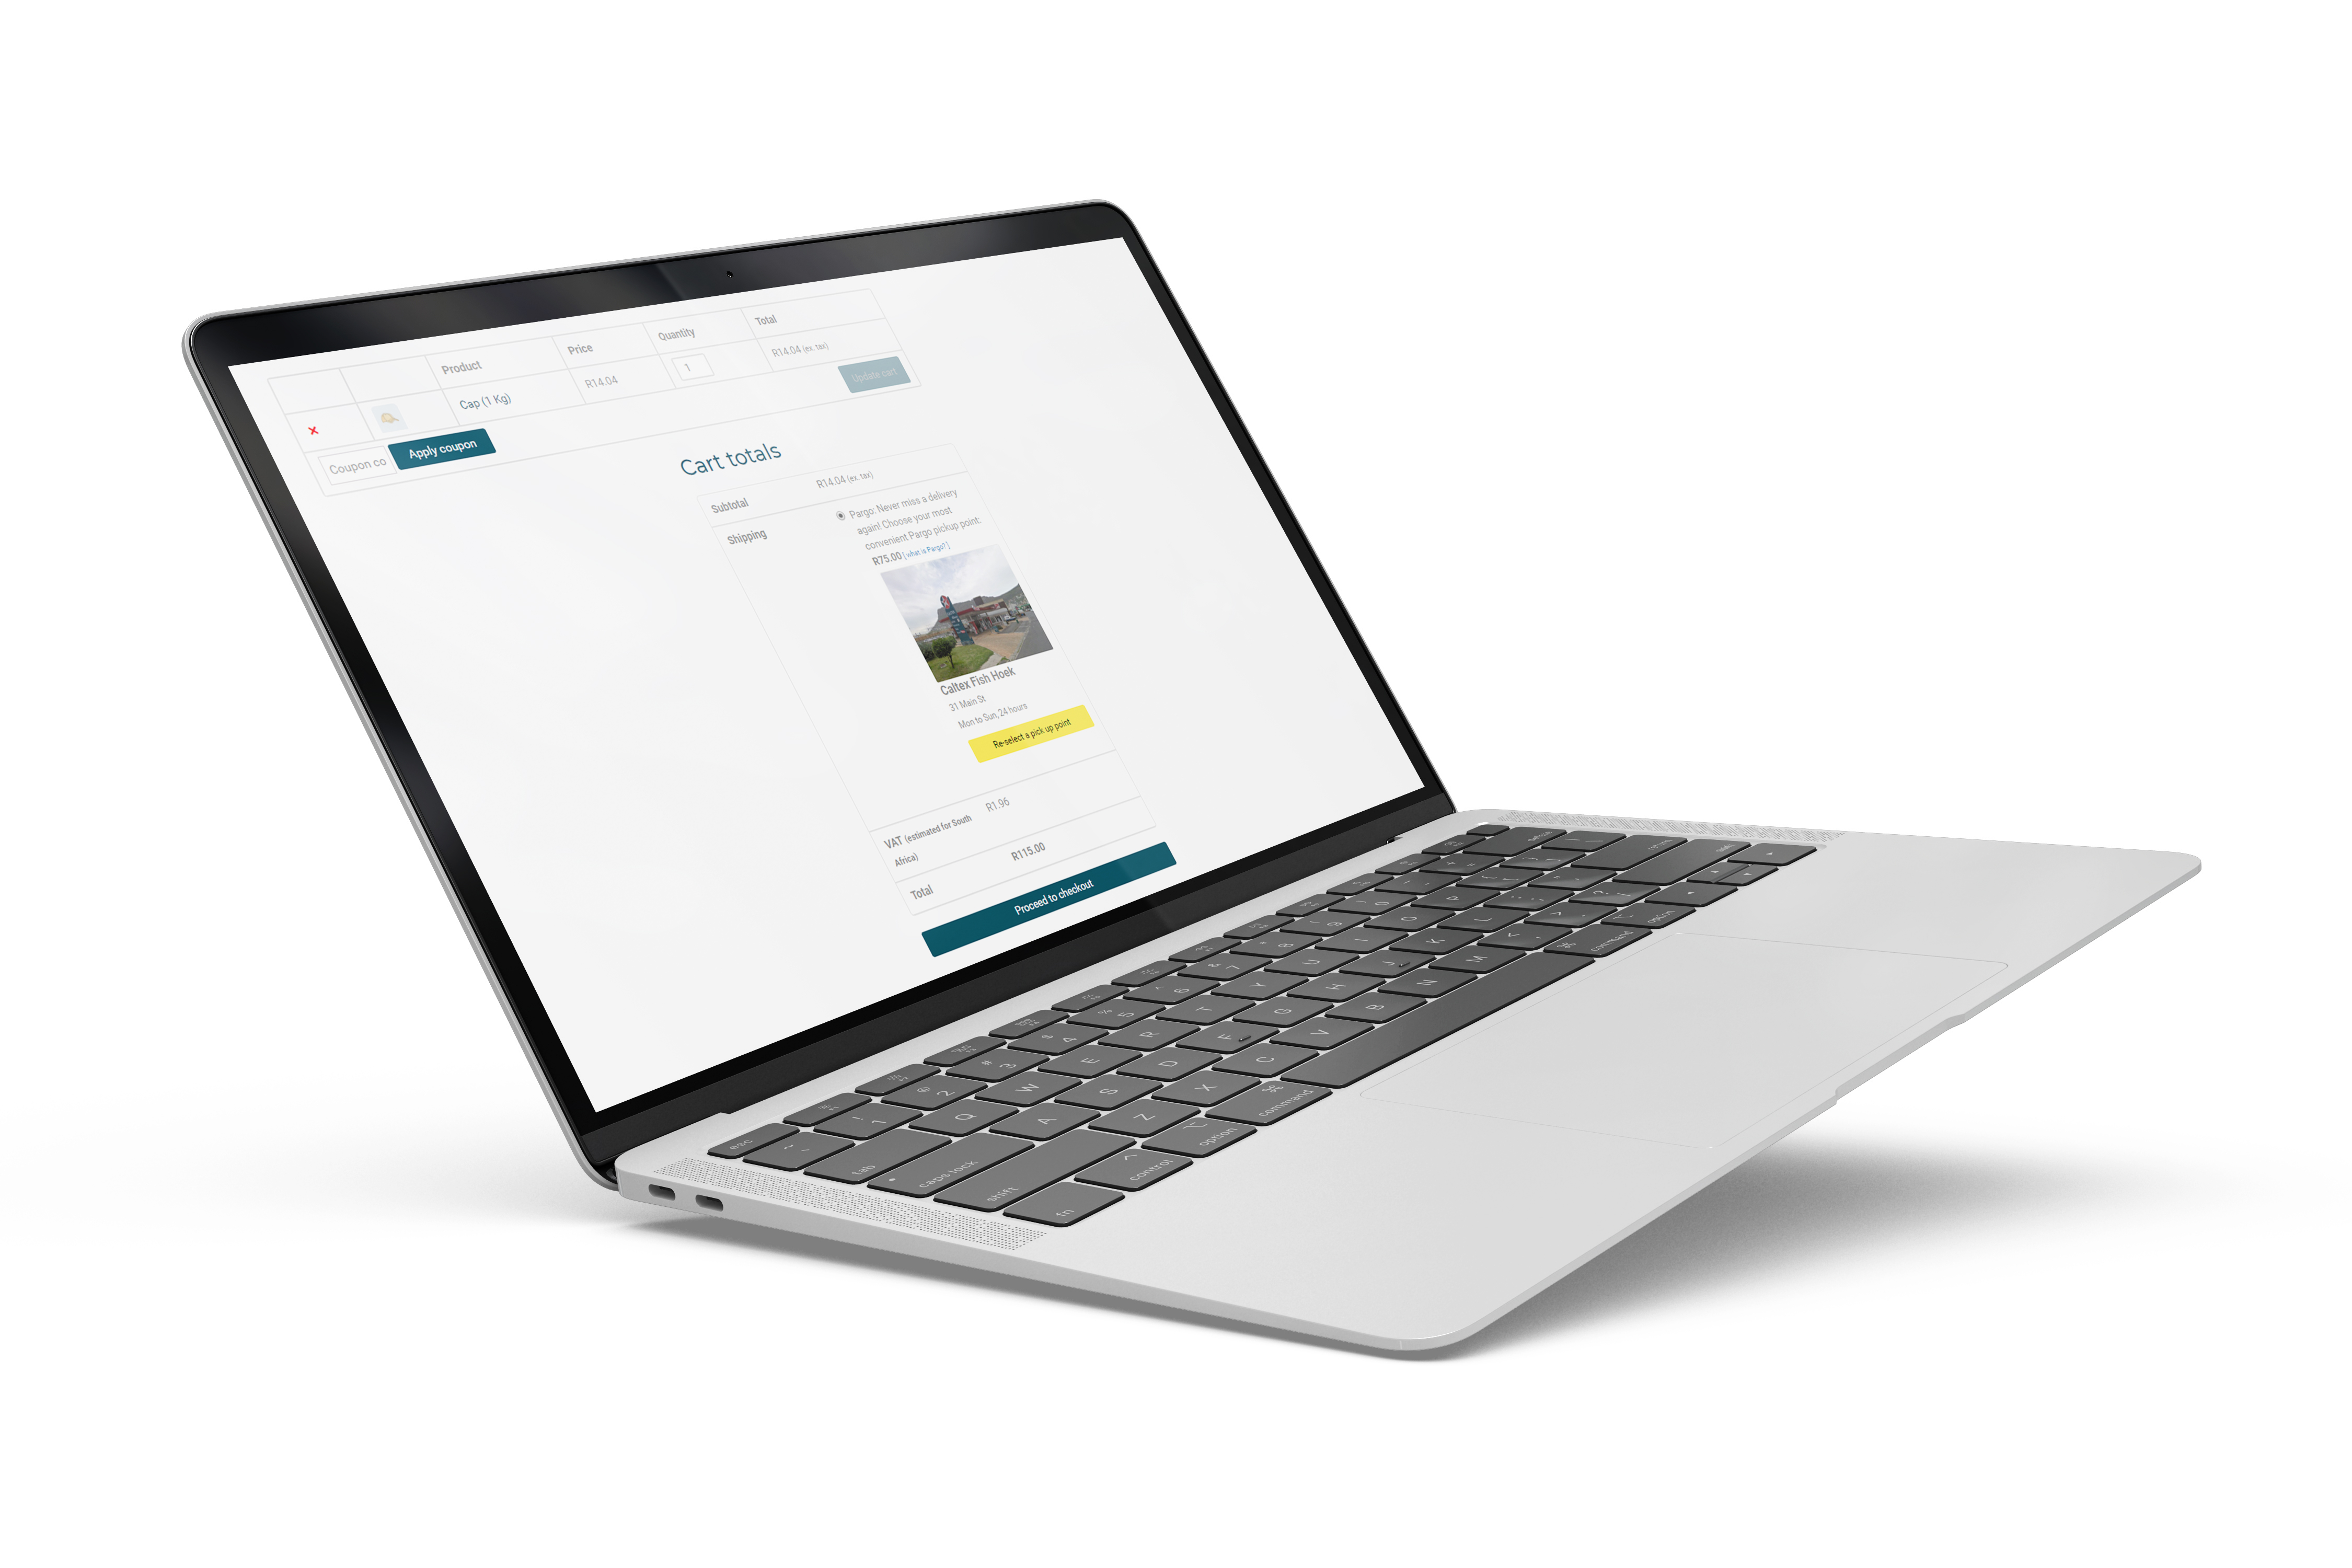 Product Price Quantity Total
× Cap (1 Kg) R14.04 1 R14.04 (ex. tax)
Coupon co Apply coupon Update cart
Cart totals
Subtotal R14.04 (ex. tax)
Shipping Pargo: Never miss a delivery
again! Choose your most
convenient Pargo pickup point:
R75.00 [ what is Pargo? ]
Caltex Fish Hoek
31 Main St
Mon to Sun, 24 hours
Re-select a pick up point
VAT (estimated for South R1.96
Africa)
Total R115.00
Proceed to checkout
esc
~ ` ! 1 @ 2 # 3 $ 4 % 5 ^ 6 & 7 * 8 ( 9 ) 0
tab Q W E R T Y U I O P
caps lock A S D F G H J K L return
shift Z X C V B N M < , > . ? / shift
fn control option command command option